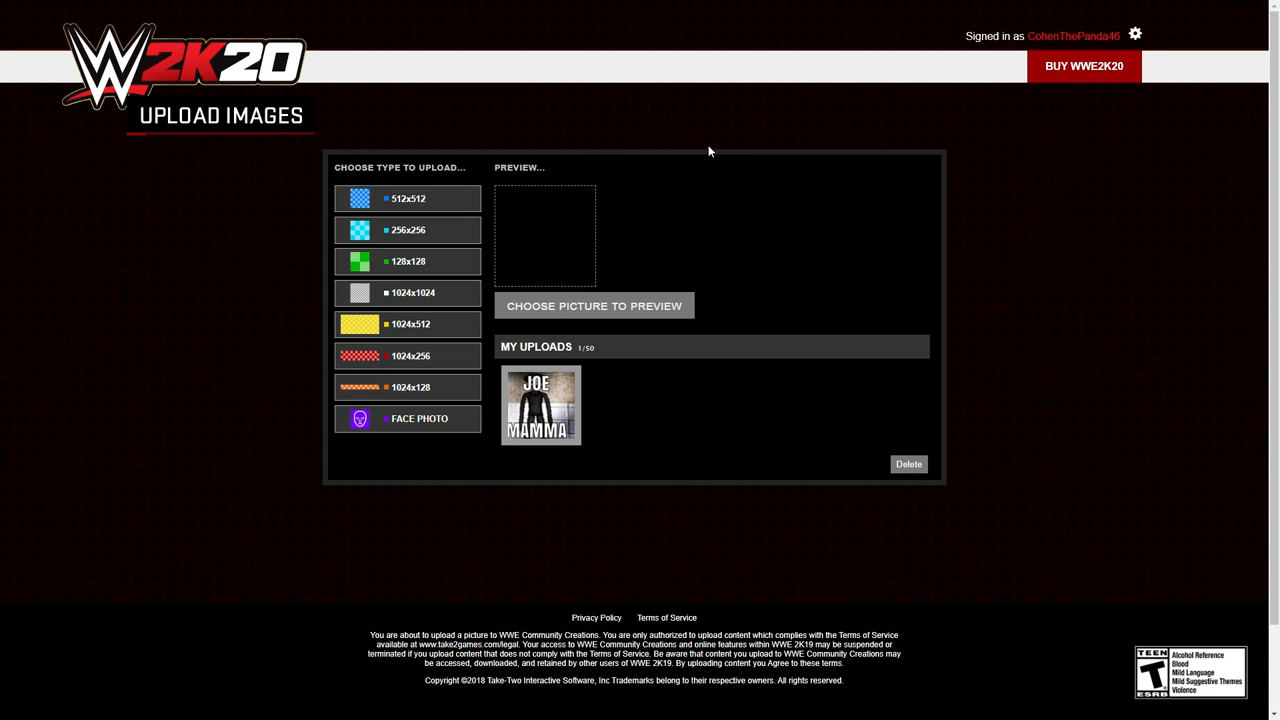 W 2K20
UPLOAD IMAGES
Signed in as CohenThePanda46
BUY WWE2K20
CHOOSE TYPE TO UPLOAD...
512x512
256x256
128x128
1024x1024
1024x512
1024x256
1024x128
FACE PHOTO
PREVIEW...
CHOOSE PICTURE TO PREVIEW
MY UPLOADS 1/50
JOE
MAMMA
Delete
Privacy Policy Terms of Service
You are about to upload a picture to WWE Community Creations. You are only authorized to upload content which complies with the Terms of Service
available at www.take2games.com/legal. Your access to WWE Community Creations and online features within WWE 2K19 may be suspended or
terminated if you upload content that does not comply with the Terms of Service. Be aware that content you upload to WWE Community Creations may
be accessed, downloaded, and retained by other users of WWE 2K19. By uploading content you Agree to these terms.
Copyright ©2018 Take-Two Interactive Software, Inc Trademarks belong to their respective owners. All rights reserved.
TEEN
T
ESRB
Alcohol Reference
Blood
Mild Language
Mild Suggestive Themes
Violence